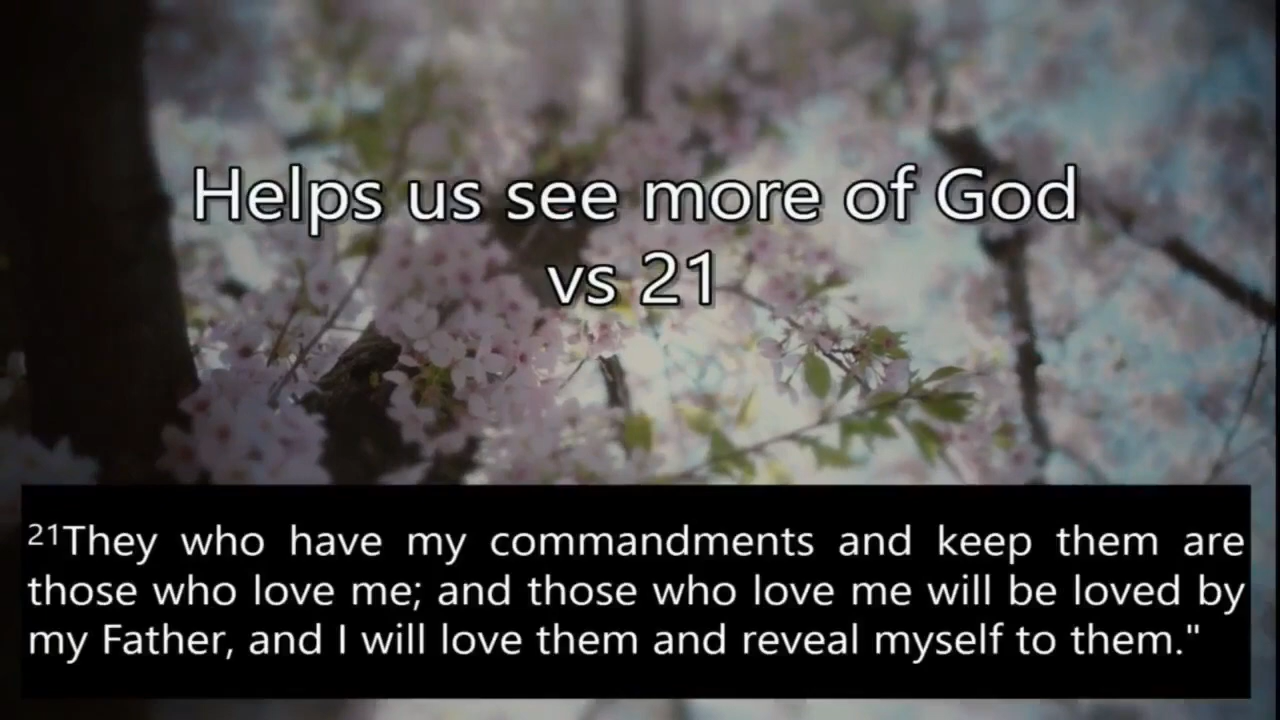 Helps us see more of God
vs 21
21They who have my commandments and keep them are
those who love me; and those who love me will be loved by
my Father, and I will love them and reveal myself to them."